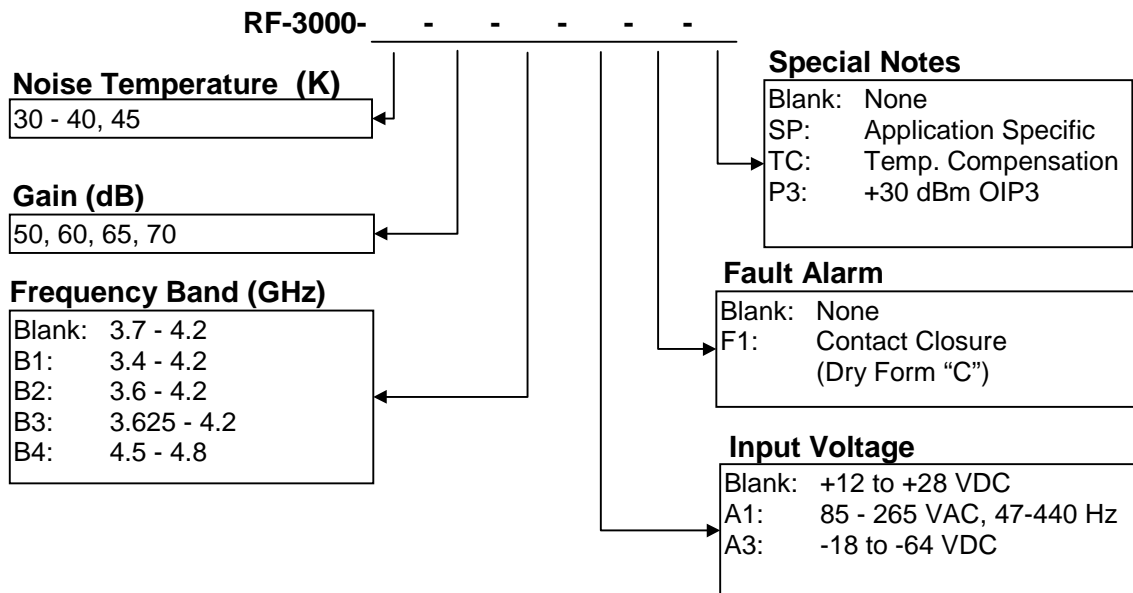 RF-3000- - - - - -
Noise Temperature (K)
30 - 40, 45
Gain (dB)
50, 60, 65, 70
Frequency Band (GHz)
Blank: 3.7 - 4.2
B1: 3.4 - 4.2
B2: 3.6 - 4.2
B3: 3.625 - 4.2
B4: 4.5 - 4.8
Special Notes
Blank: None
SP: Application Specific
TC: Temp. Compensation
P3: +30 dBm OIP3
Fault Alarm
Blank: None
F1: Contact Closure
(Dry Form “C”)
Input Voltage
Blank: +12 to +28 VDC
A1: 85 - 265 VAC, 47-440 Hz
A3: -18 to -64 VDC